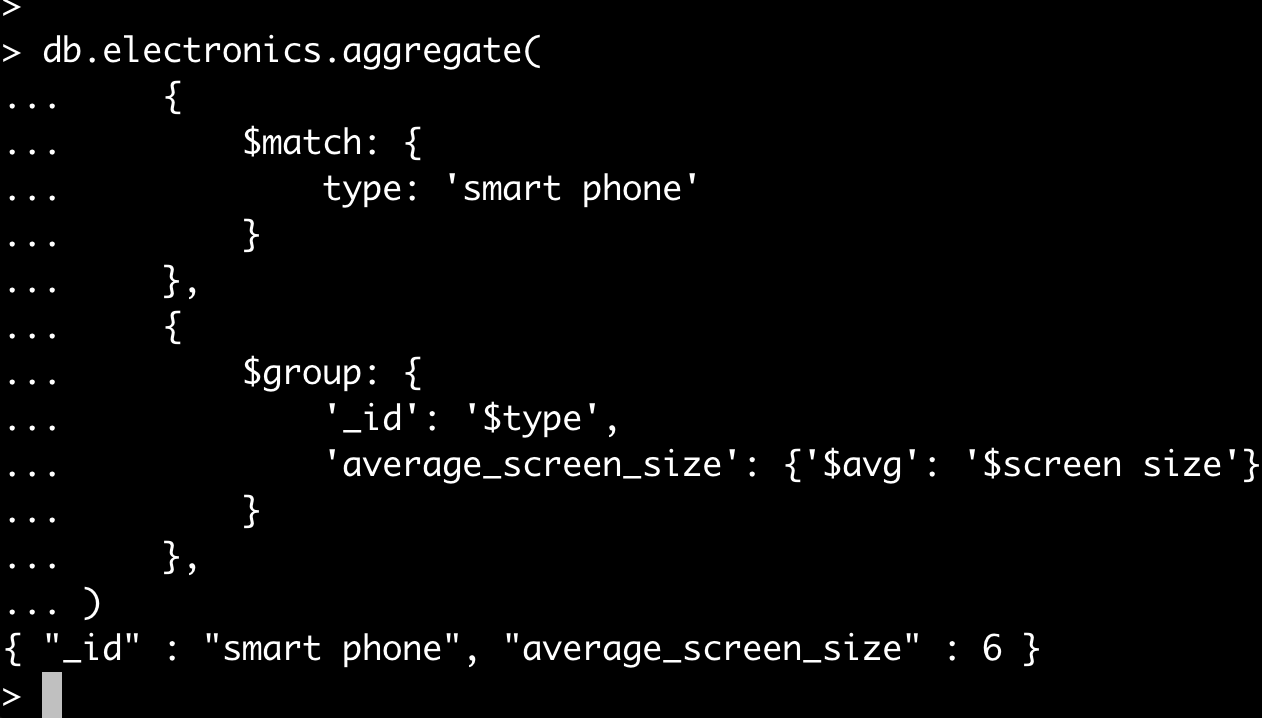 >
> db.electronics.aggregate(
...     {
...         $match: {
...             type: 'smart phone'
...         }
...     },
...     {
...         $group: {
...             '_id': '$type',
...             'average_screen_size': {'$avg': '$screen size'}
...         }
...     },
... )
{ "_id" : "smart phone", "average_screen_size" : 6 }
>